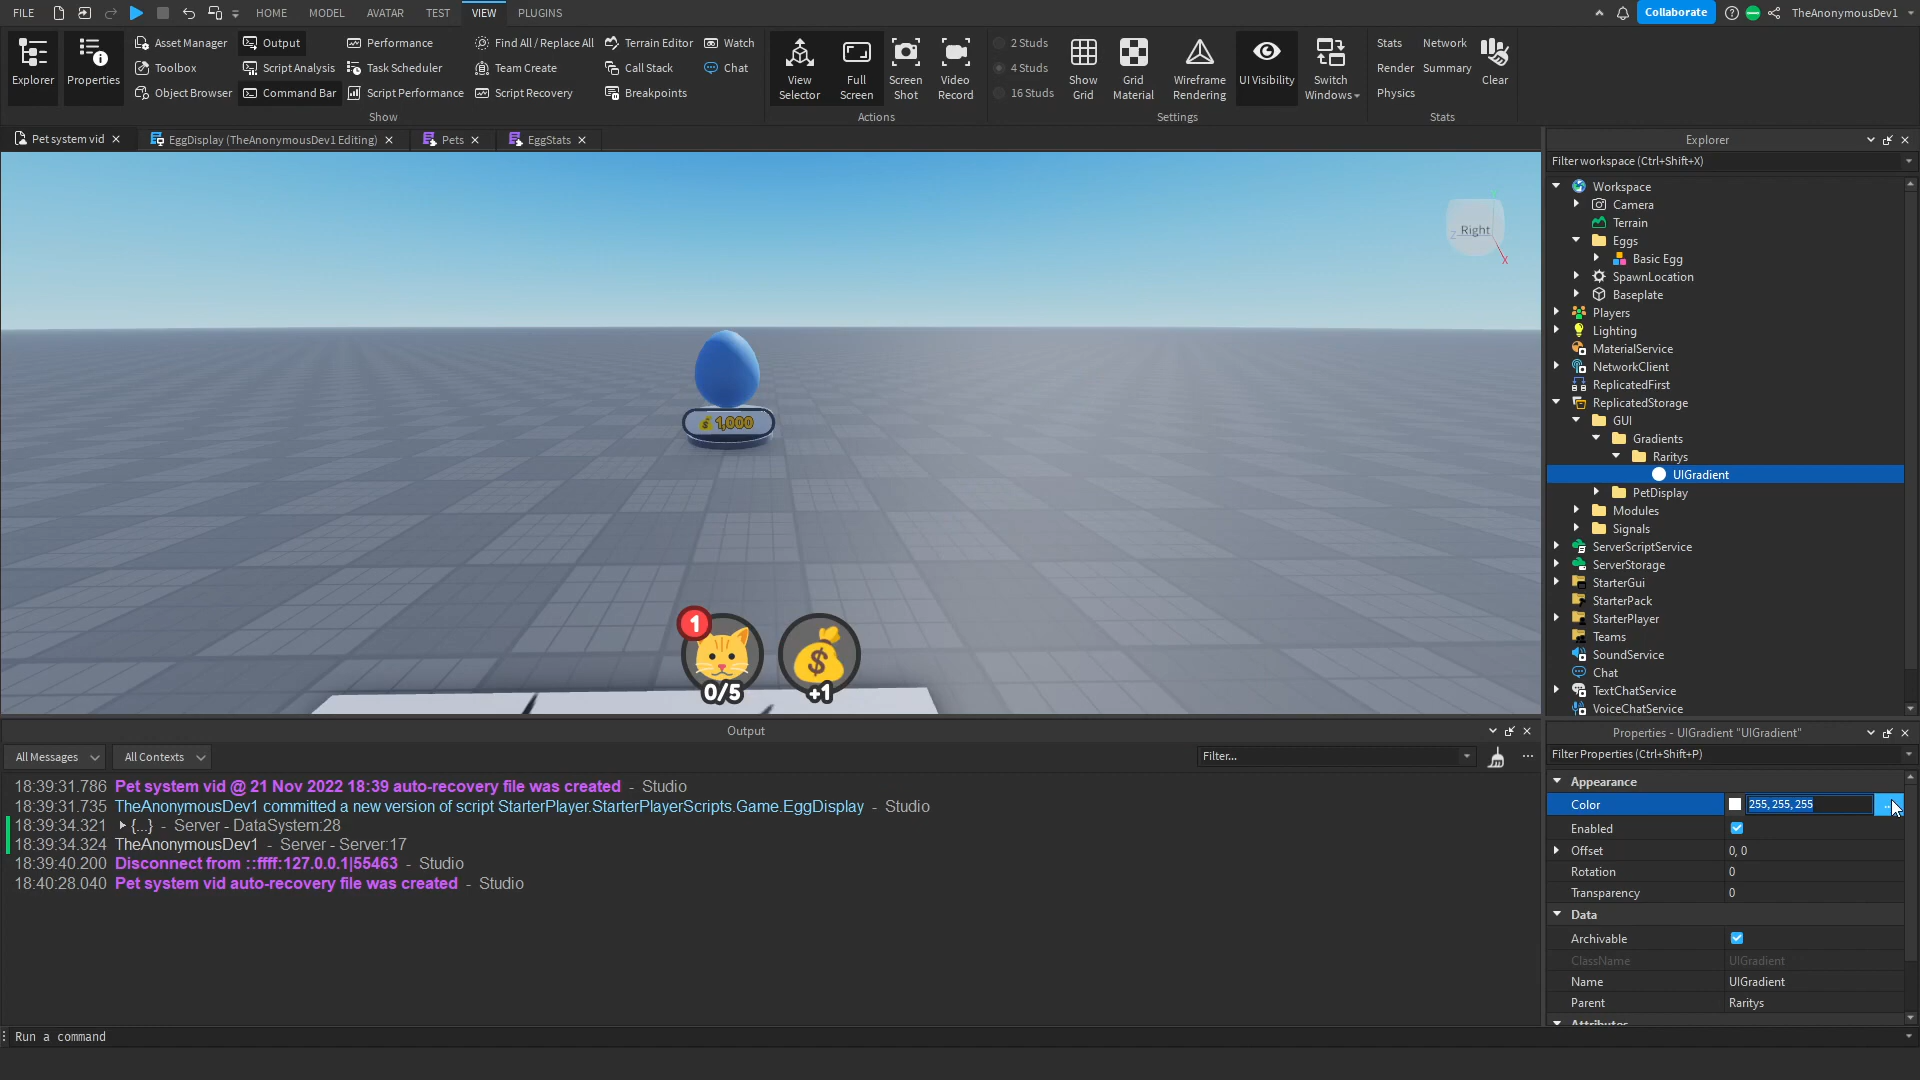 FILE HOME MODEL AVATAR TEST VIEW PLUGINS Collaborate TheAnonymousDev1
Explorer Properties
Asset Manager Output Performance Find All / Replace All Terrain Editor Watch
Toolbox Script Analysis Task Scheduler Team Create Call Stack Chat
Object Browser Command Bar Script Performance Script Recovery Breakpoints
View Selector Full Screen Screen Shot Video Record
2 Studs
4 Studs
16 Studs
Show Grid Grid Material Wireframe Rendering UI Visibility Switch Windows
Stats Network
Render Summary
Physics
Clear
Show Actions Settings Stats
Pet system vid EggDisplay (TheAnonymousDev1 Editing) Pets EggStats
Z Right
X
1,000
1
0/5
$
+1
Explorer
Filter workspace (Ctrl+Shift+X)
Workspace
Camera
Terrain
Eggs
Basic Egg
SpawnLocation
Baseplate
Players
Lighting
MaterialService
NetworkClient
ReplicatedFirst
ReplicatedStorage
GUI
Gradients
Raritys
UIGradient
PetDisplay
Modules
Signals
ServerScriptService
ServerStorage
StarterGui
StarterPack
StarterPlayer
Teams
SoundService
Chat
TextChatService
VoiceChatService
Output
All Messages All Contexts Filter...
18:39:31.786 Pet system vid @ 21 Nov 2022 18:39 auto-recovery file was created - Studio
18:39:31.735 TheAnonymousDev1 committed a new version of script StarterPlayer.StarterPlayerScripts.Game.EggDisplay - Studio
18:39:34.321 {...} - Server - DataSystem:28
18:39:34.324 TheAnonymousDev1 - Server - Server:17
18:39:40.200 Disconnect from ::ffff:127.0.0.1|55463 - Studio
18:40:28.040 Pet system vid auto-recovery file was created - Studio
Properties - UIGradient "UIGradient"
Filter Properties (Ctrl+Shift+P)
Appearance
Color 255, 255, 255
Enabled
Offset 0, 0
Rotation 0
Transparency 0
Data
Archivable
ClassName UIGradient
Name UIGradient
Parent Raritys
Attributes
Run a command